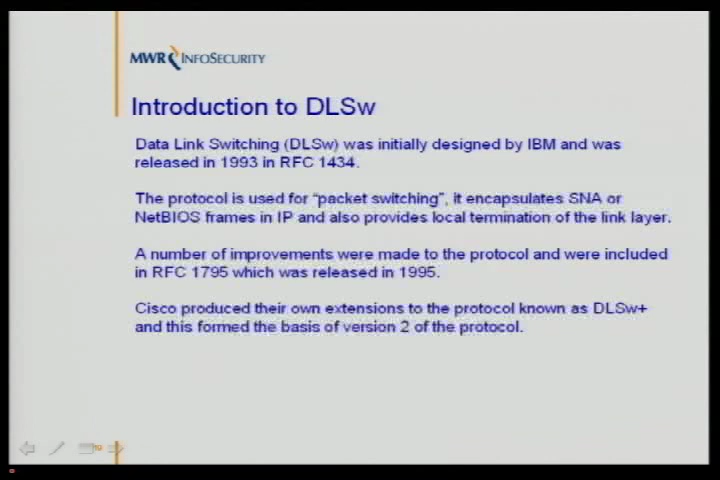 MWR INFOSECURITY
Introduction to DLSw
Data Link Switching (DLSw) was initially designed by IBM and was
released in 1993 in RFC 1434.
The protocol is used for “packet switching”, it encapsulates SNA or
NetBIOS frames in IP and also provides local termination of the link layer.
A number of improvements were made to the protocol and were included
in RFC 1795 which was released in 1995.
Cisco produced their own extensions to the protocol known as DLSw+
and this formed the basis of version 2 of the protocol.